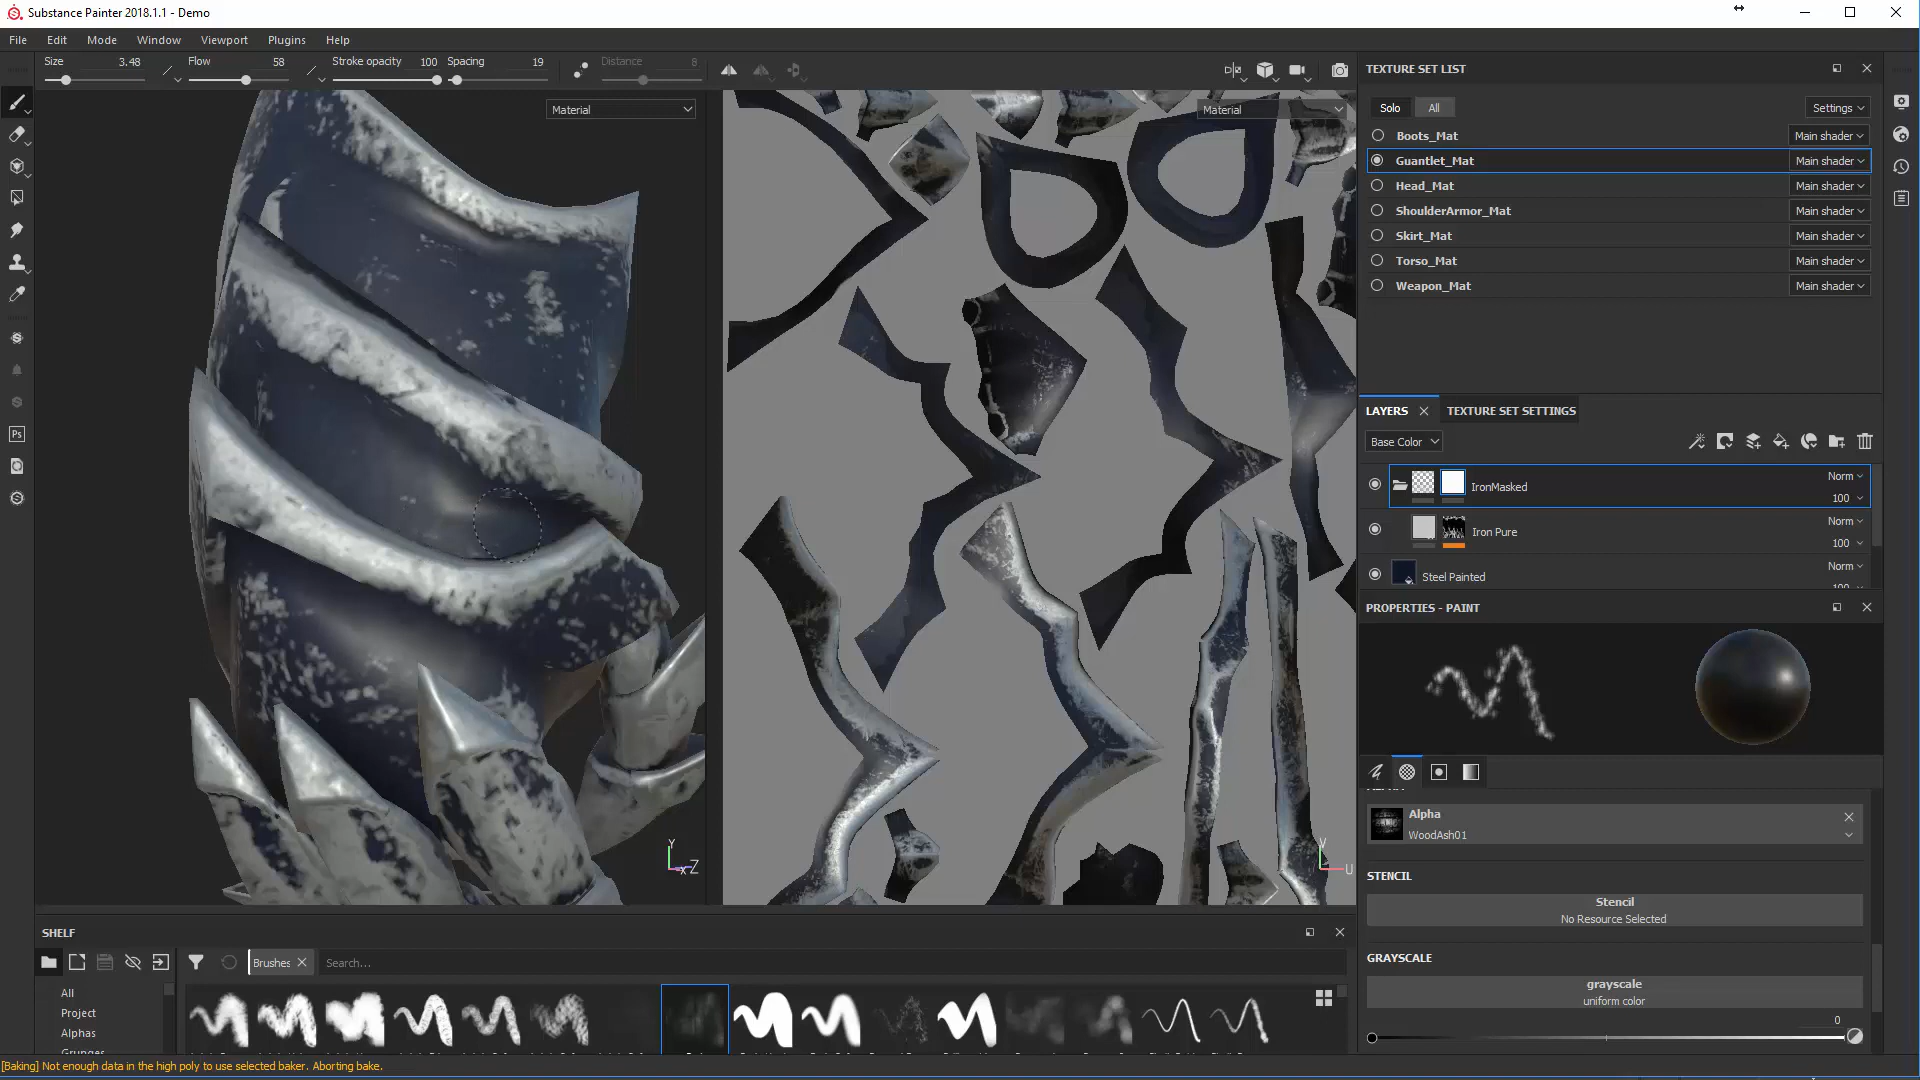 Substance Painter 2018.1.1 - Demo
File Edit Mode Window Viewport Plugins Help
Size 3.48 Flow 58 Stroke opacity 100 Spacing 19 Distance 8
Material
Material
TEXTURE SET LIST
Solo All Settings
Boots_Mat Main shader
Guantlet_Mat Main shader
Head_Mat Main shader
ShoulderArmor_Mat Main shader
Skirt_Mat Main shader
Torso_Mat Main shader
Weapon_Mat Main shader
LAYERS TEXTURE SET SETTINGS
Base Color
IronMasked Norm 100
Iron Pure Norm 100
Steel Painted Norm 100
PROPERTIES - PAINT
Alpha
WoodAsh01
STENCIL
Stencil
No Resource Selected
GRAYSCALE
grayscale
uniform color
0
Y
Z
V
U
Ps
SHELF
Brushes Search...
All
Project
Alphas
Grunges
[Baking] Not enough data in the high poly to use selected baker. Aborting bake.